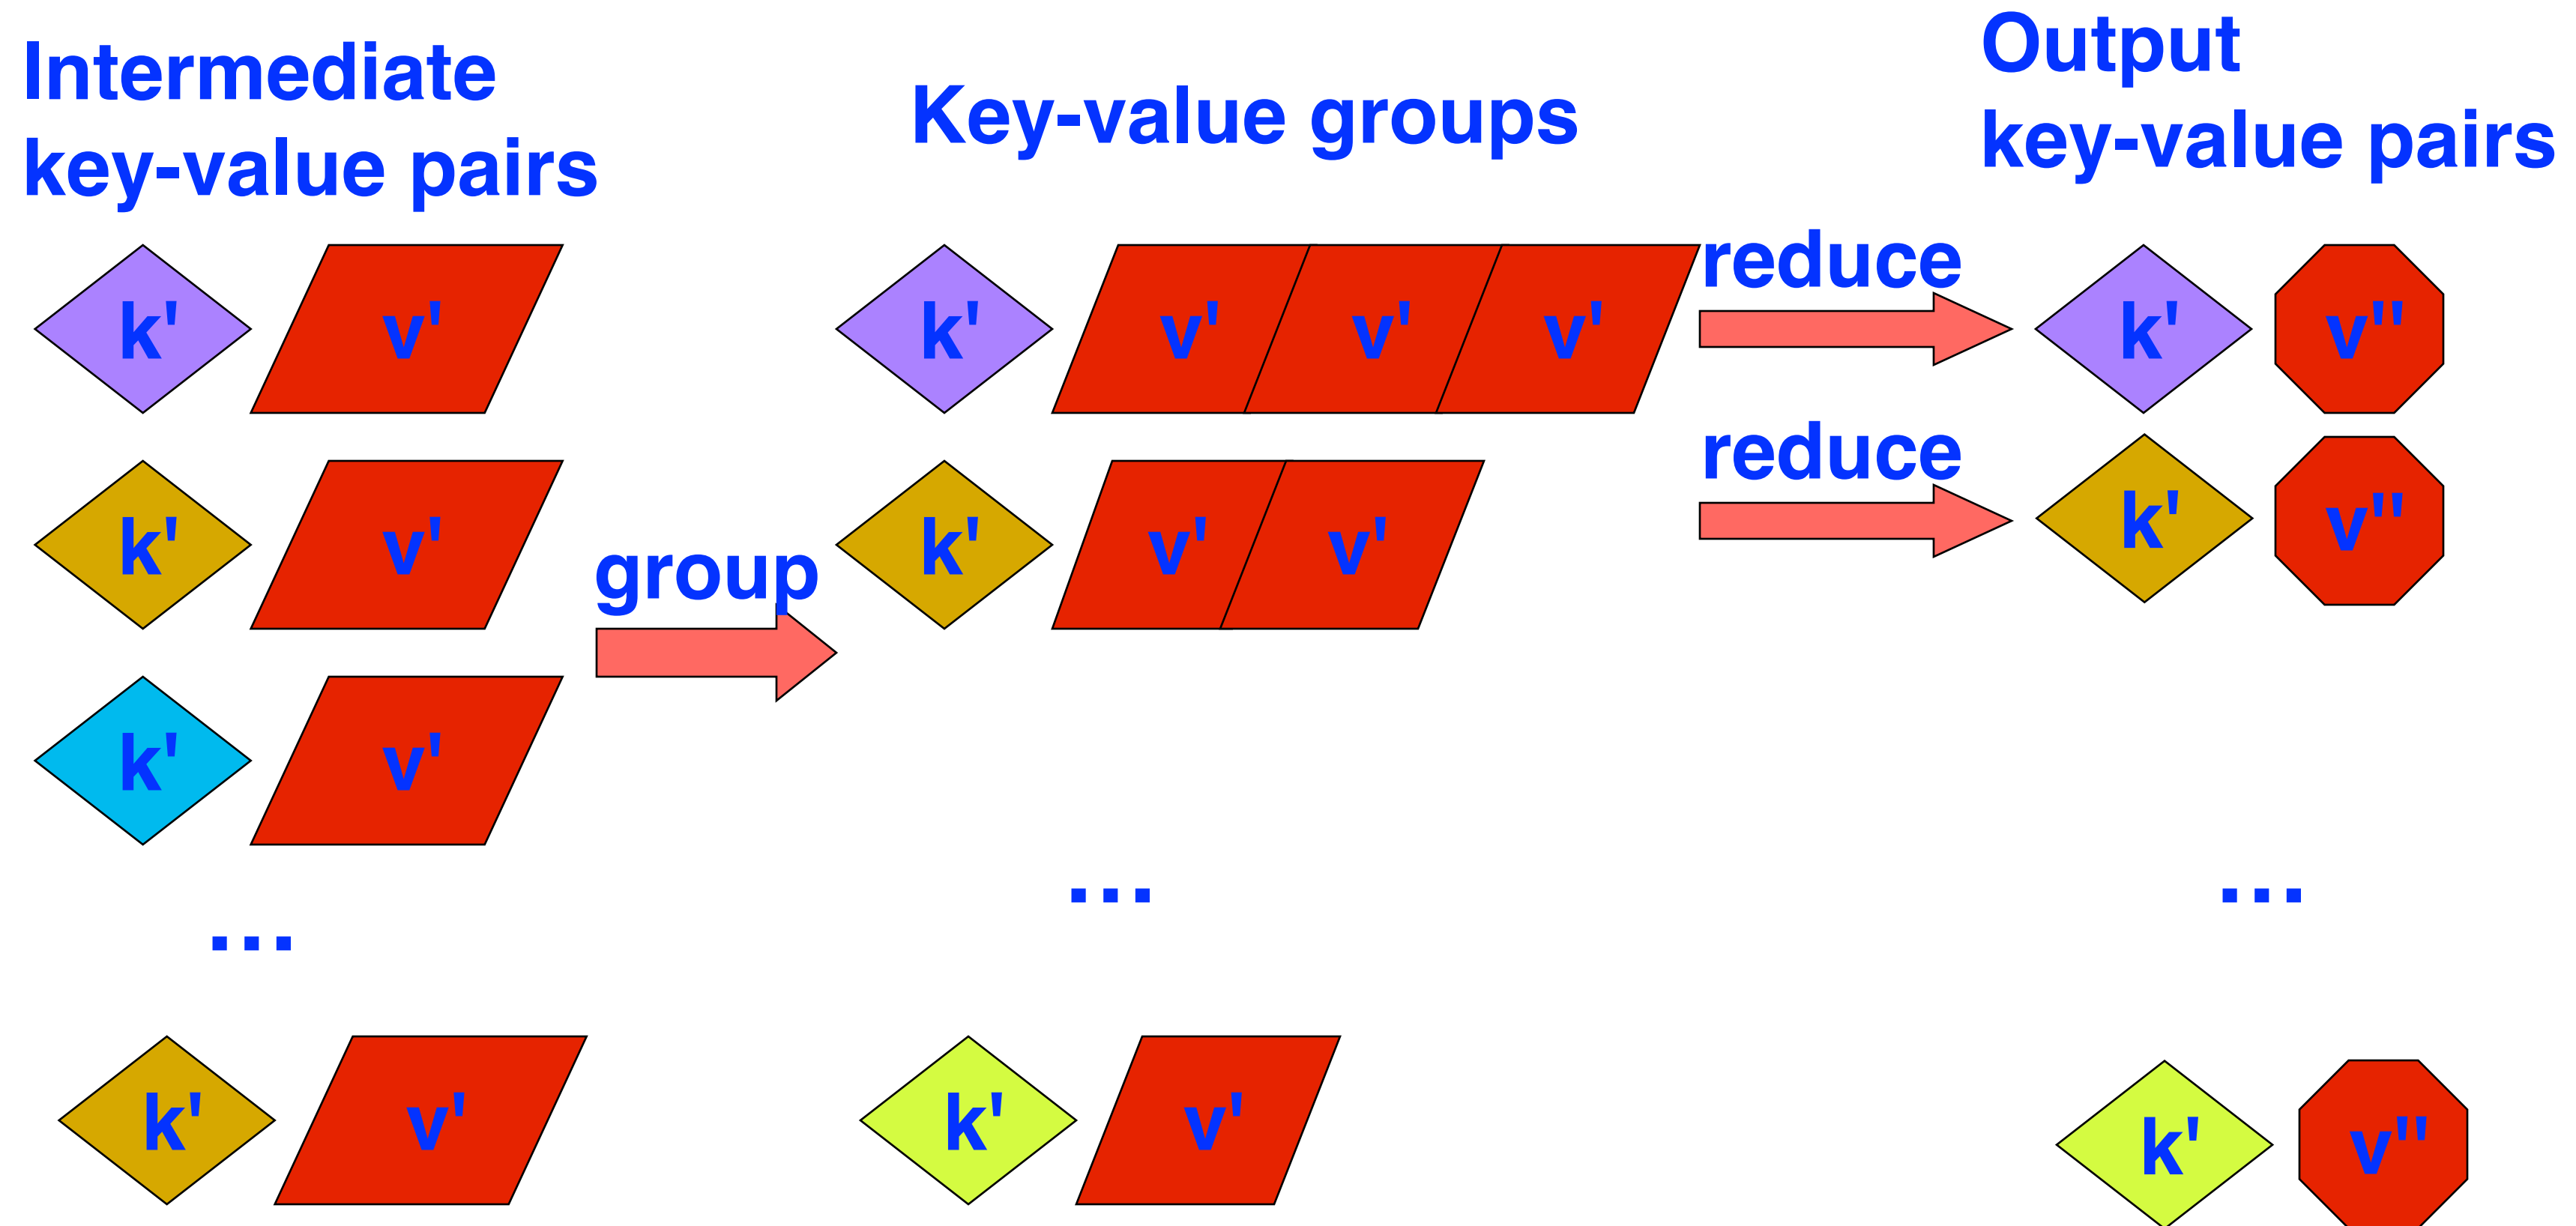 Intermediate
key-value pairs
Key-value groups
Output
key-value pairs
k' v'
k' v' v' v'
reduce
k' v''
k' v'
group
k' v' v'
reduce
k' v''
k' v'
...
...
...
k' v'
k' v'
k' v''